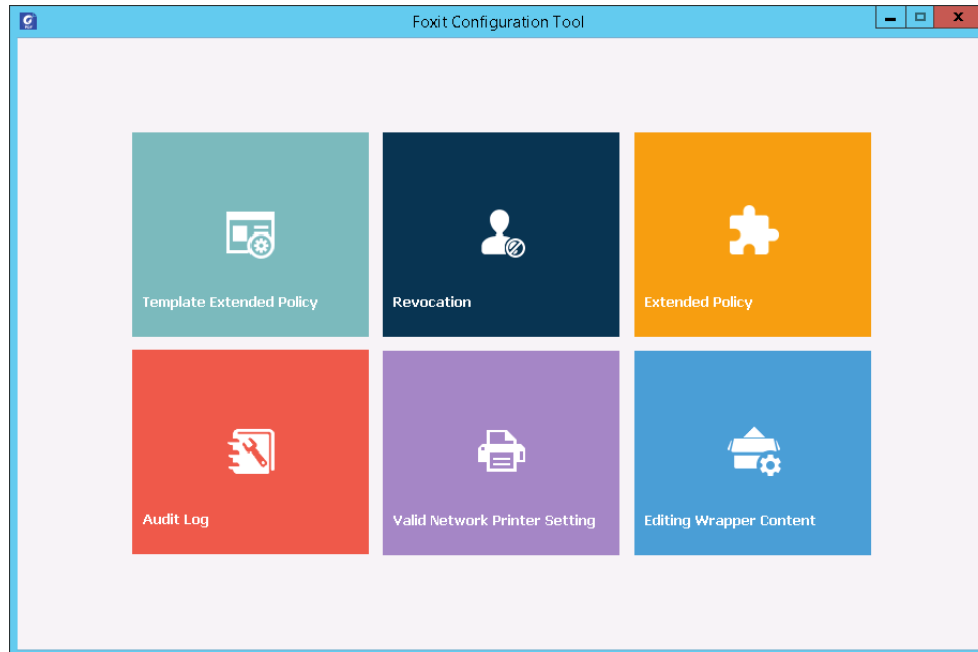 Foxit Configuration Tool
Template Extended Policy
Revocation
Extended Policy
Audit Log
Valid Network Printer Setting
Editing Wrapper Content